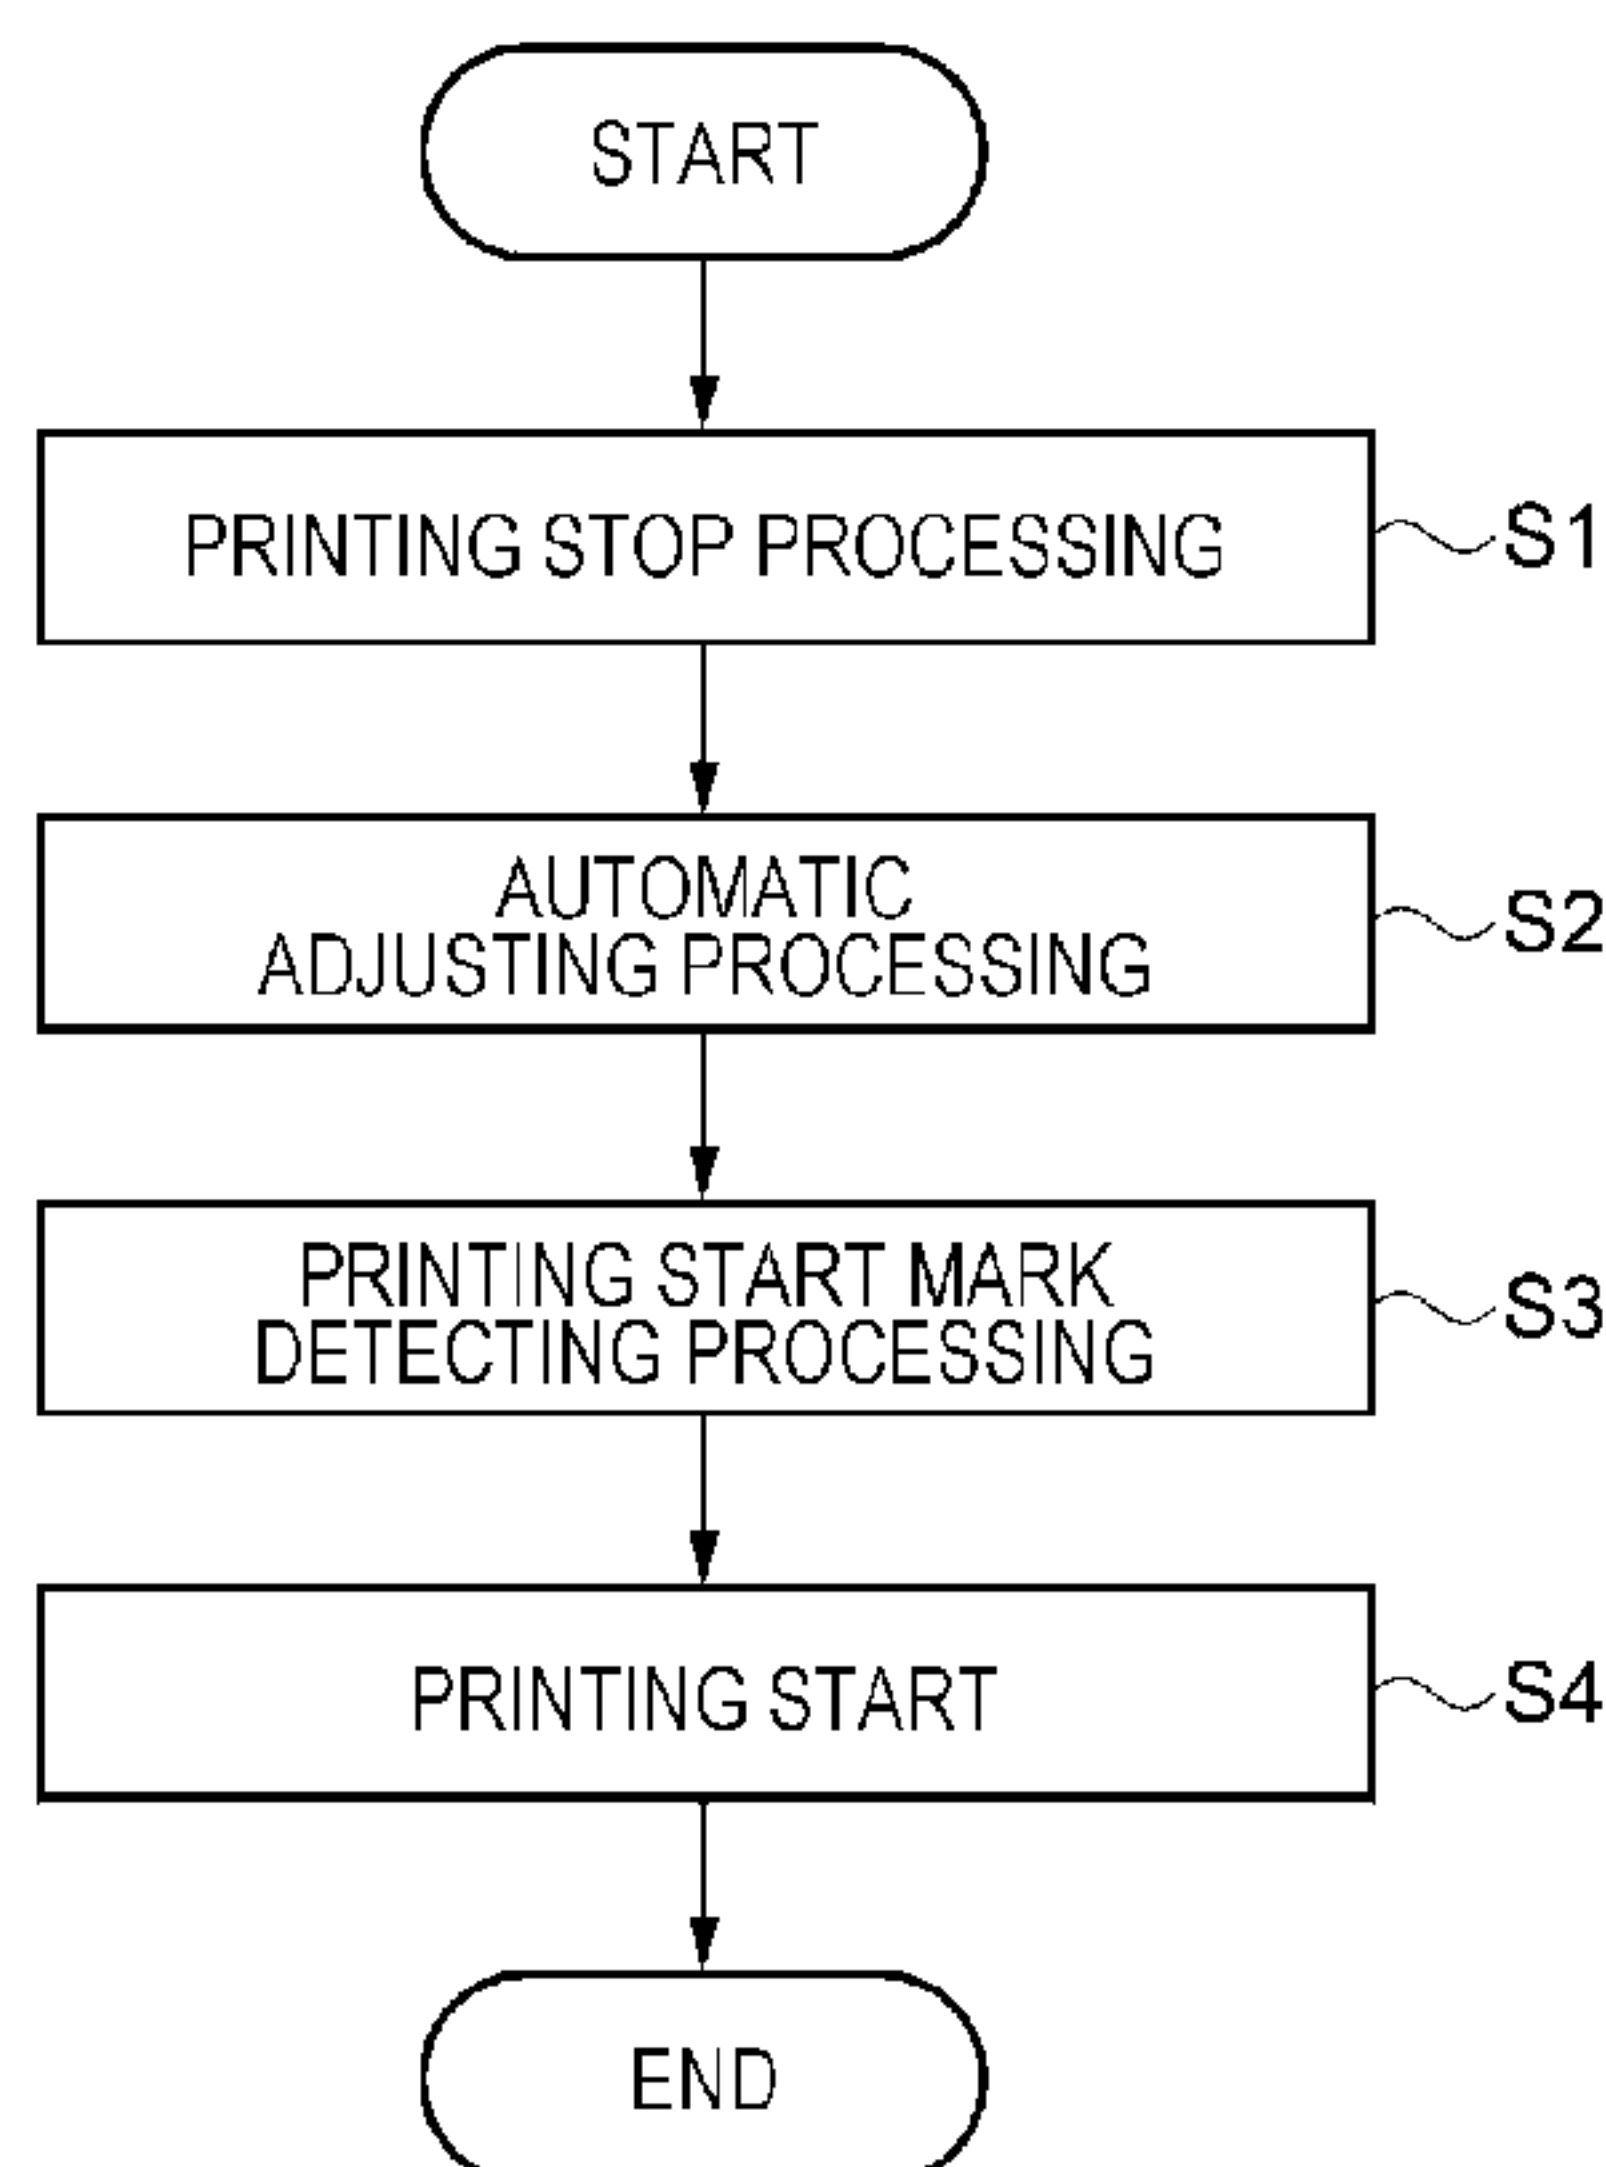 START
PRINTING STOP PROCESSING
S1
AUTOMATIC
ADJUSTING PROCESSING
S2
PRINTING START MARK
DETECTING PROCESSING
S3
PRINTING START
S4
END